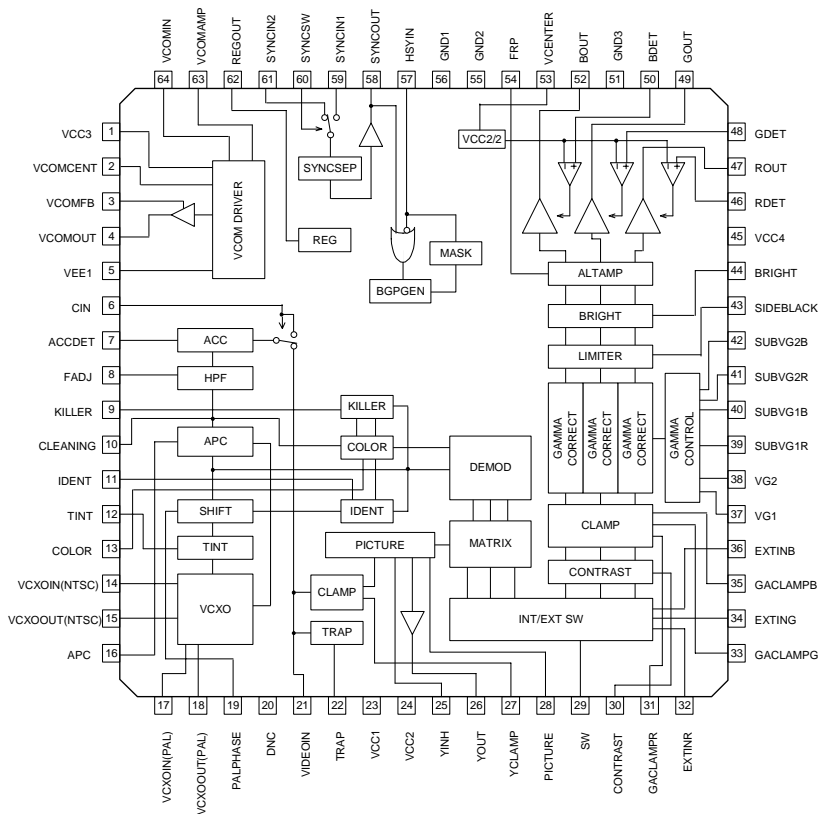 VCOMIN
VCOMAMP
REGOUT
SYNCIN2
SYNCSW
SYNCIN1
SYNCOUT
HSYIN
GND1
GND2
FRP
VCENTER
BOUT
GND3
BDET
GOUT
64
63
62
61
60
59
58
57
56
55
54
53
52
51
50
49
VCC3
1
VCOMCENT
2
VCOMFB
3
VCOMOUT
4
VEE1
5
CIN
6
ACCDET
7
FADJ
8
KILLER
9
CLEANING
10
IDENT
11
TINT
12
COLOR
13
VCXOIN(NTSC)
14
VCXOOUT(NTSC)
15
APC
16
VCOM DRIVER
SYNCSEP
REG
MASK
BGPGEN
VCC2/2
ALTAMP
BRIGHT
LIMITER
GAMMA
CORRECT
GAMMA
CORRECT
GAMMA
CORRECT
GAMMA
CONTROL
ACC
HPF
KILLER
APC
COLOR
DEMOD
SHIFT
IDENT
TINT
PICTURE
MATRIX
CLAMP
CONTRAST
VCXO
CLAMP
INT/EXT SW
TRAP
48
GDET
47
ROUT
46
RDET
45
VCC4
44
BRIGHT
43
SIDEBLACK
42
SUBVG2B
41
SUBVG2R
40
SUBVG1B
39
SUBVG1R
38
VG2
37
VG1
36
EXTINB
35
GACLAMPB
34
EXTING
33
GACLAMPG
17
18
19
20
21
22
23
24
25
26
27
28
29
30
31
32
VCXOIN(PAL)
VCXOOUT(PAL)
PALPHASE
DNC
VIDEOIN
TRAP
VCC1
VCC2
YINH
YOUT
YCLAMP
PICTURE
SW
CONTRAST
GACLAMPR
EXTINR